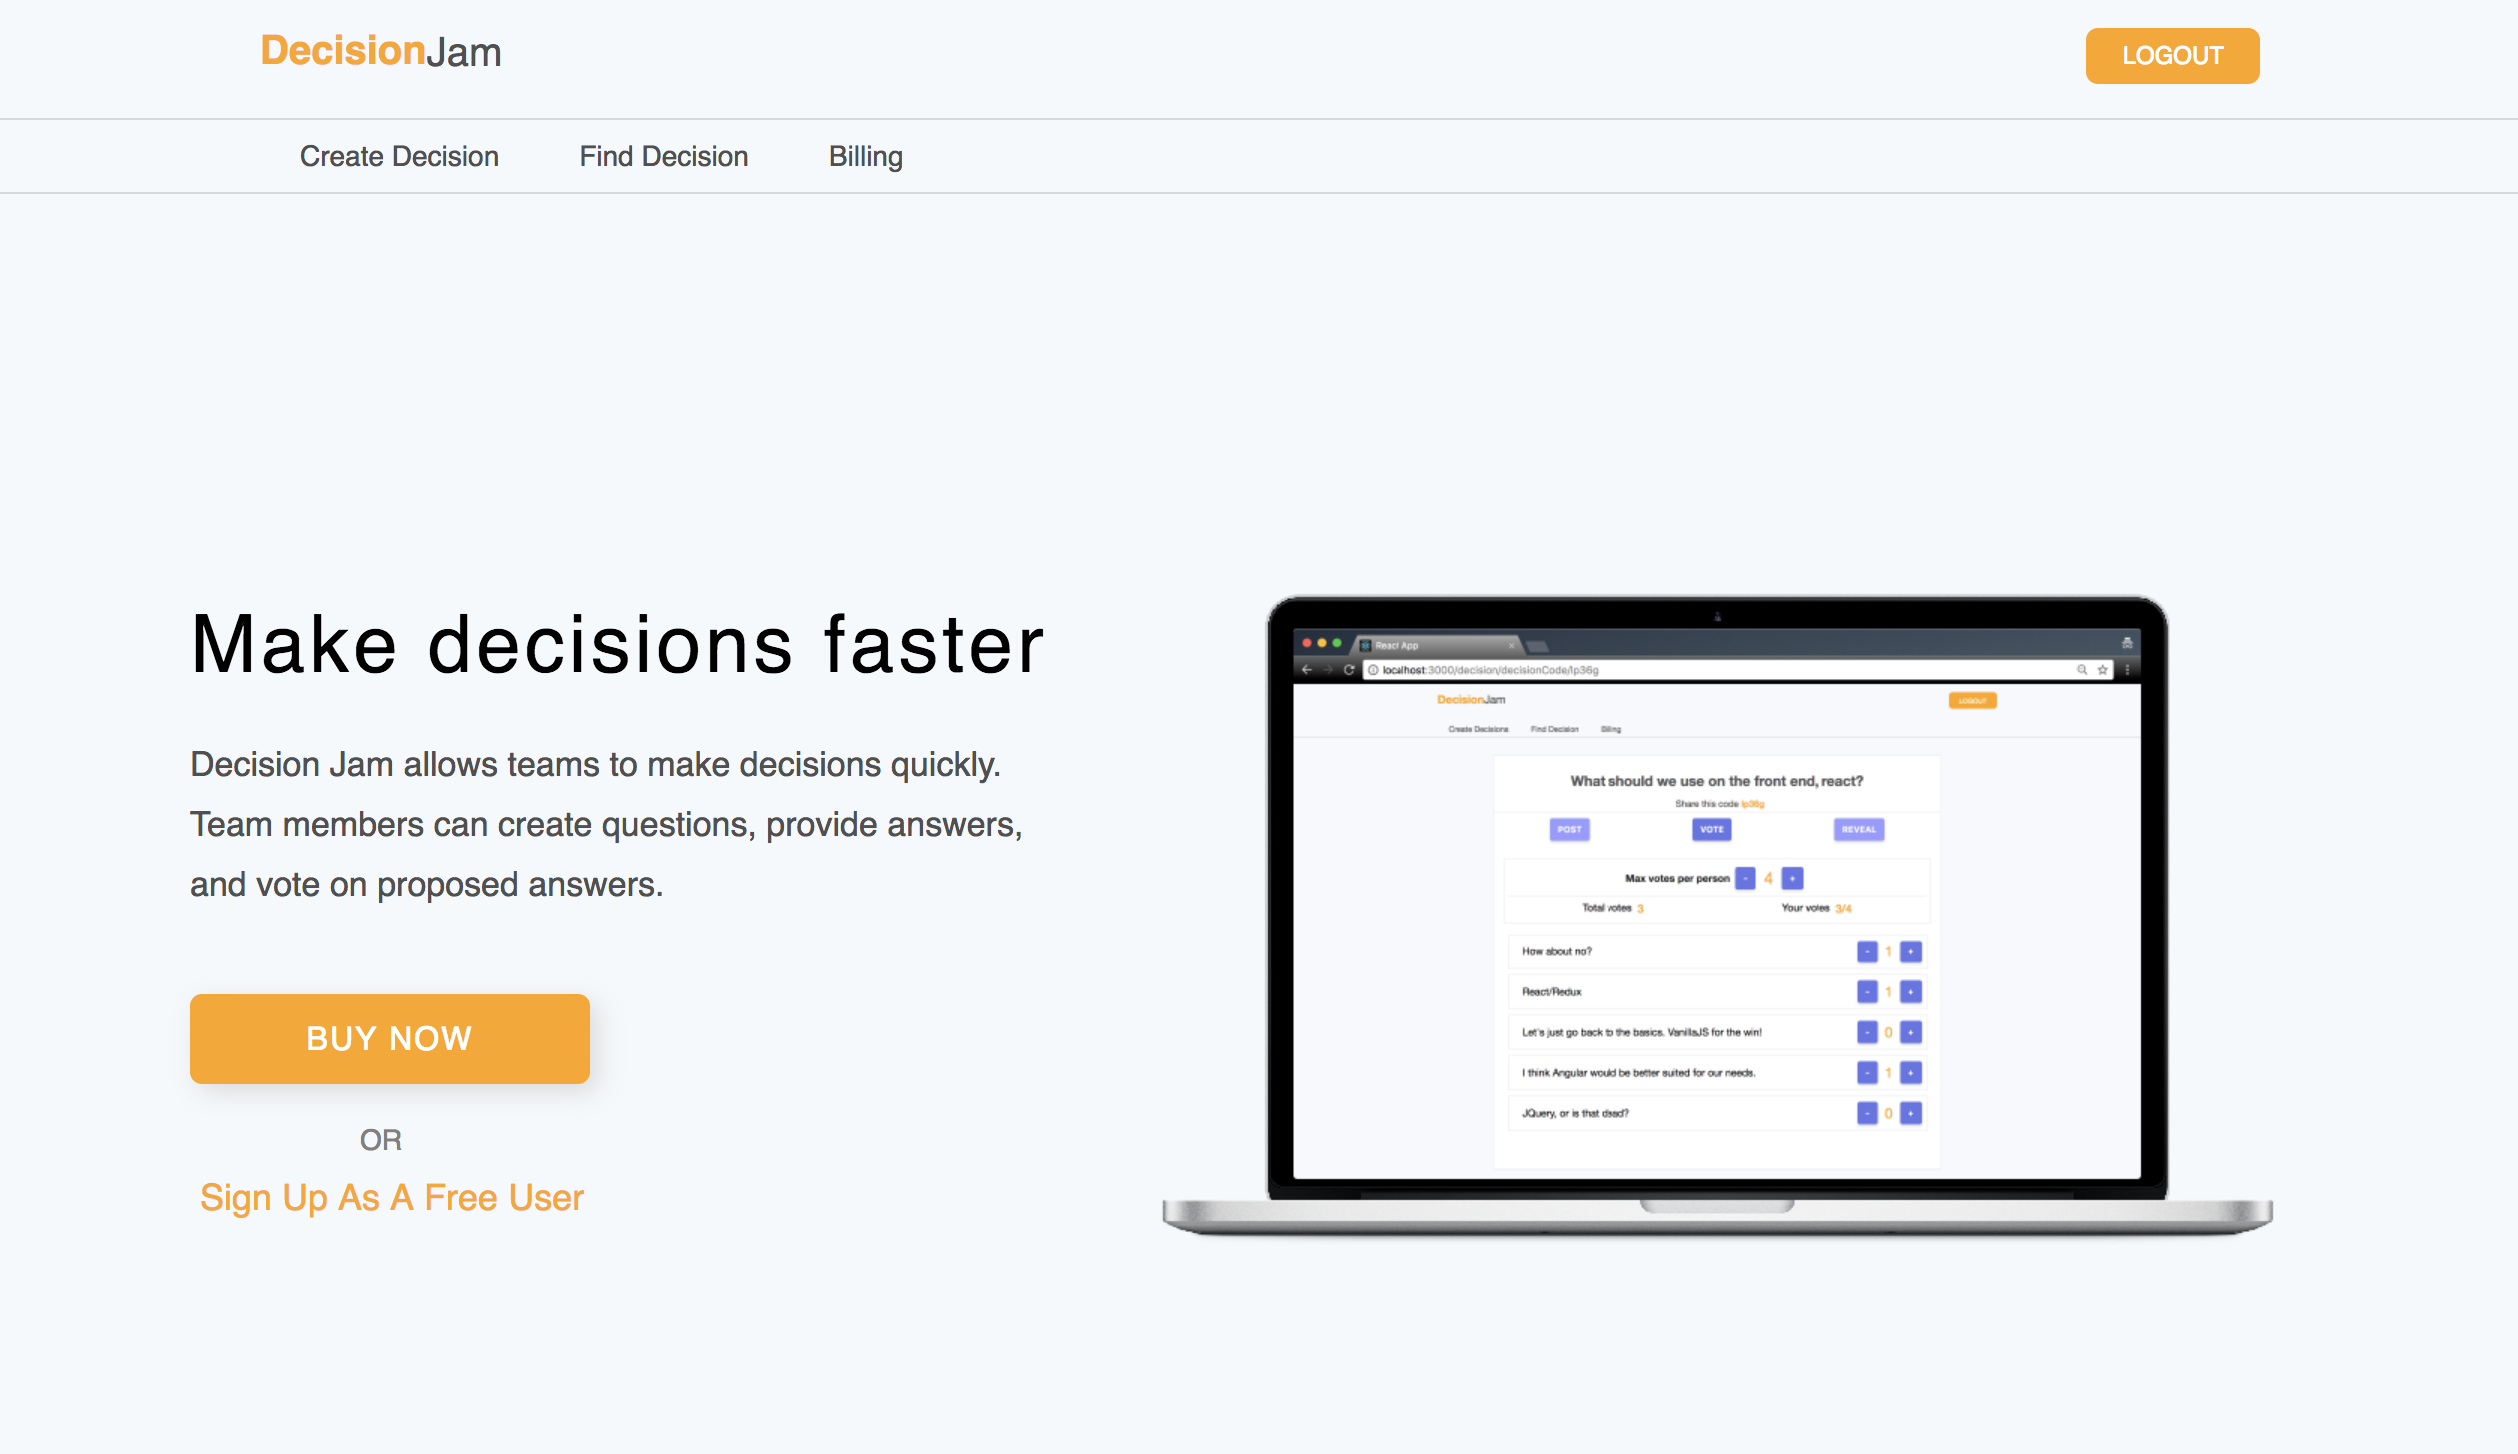 DecisionJam
LOGOUT
Create Decision Find Decision Billing
Make decisions faster
Decision Jam allows teams to make decisions quickly.
Team members can create questions, provide answers,
and vote on proposed answers.
BUY NOW
OR
Sign Up As A Free User
React App
localhost:3000/decision/decisionCode/lp36g
DecisionJam
LOGOUT
Create Decisions Find Decision Billing
What should we use on the front end, react?
Share this code lp36g
POST VOTE REVEAL
Max votes per person - 4 +
Total votes 3 Your votes 3/4
How about no? - 1 +
React/Redux - 1 +
Let's just go back to the basics. VanillaJS for the win! - 0 +
I think Angular would be better suited for our needs. - 1 +
JQuery, or is that dead? - 0 +